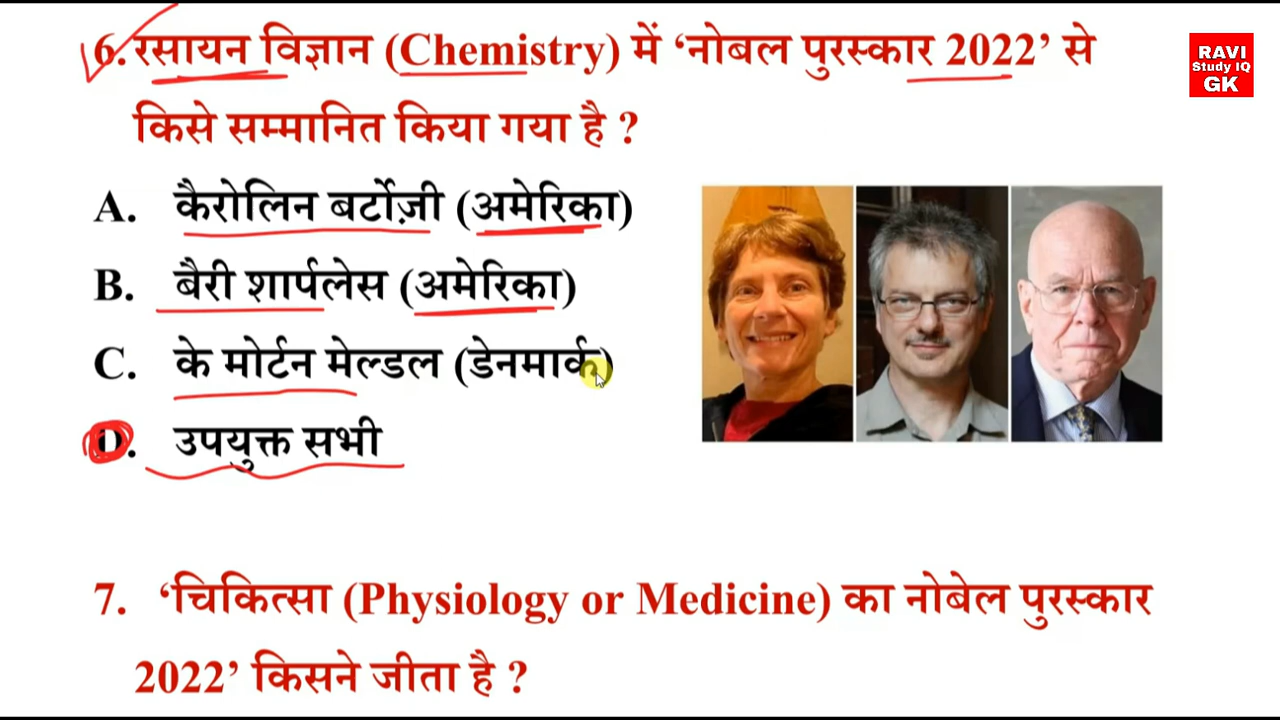 6. रसायन विज्ञान (Chemistry) में ‘नोबल पुरस्कार 2022’ से
किसे सम्मानित किया गया है ?
RAVI
Study IQ
GK
A. कैरोलिन बर्टोज़ी (अमेरिका)
B. बैरी शार्पलेस (अमेरिका)
C. के मोर्टन मेल्डल (डेनमार्क)
D. उपयुक्त सभी
7. ‘चिकित्सा (Physiology or Medicine) का नोबेल पुरस्कार
2022’ किसने जीता है ?